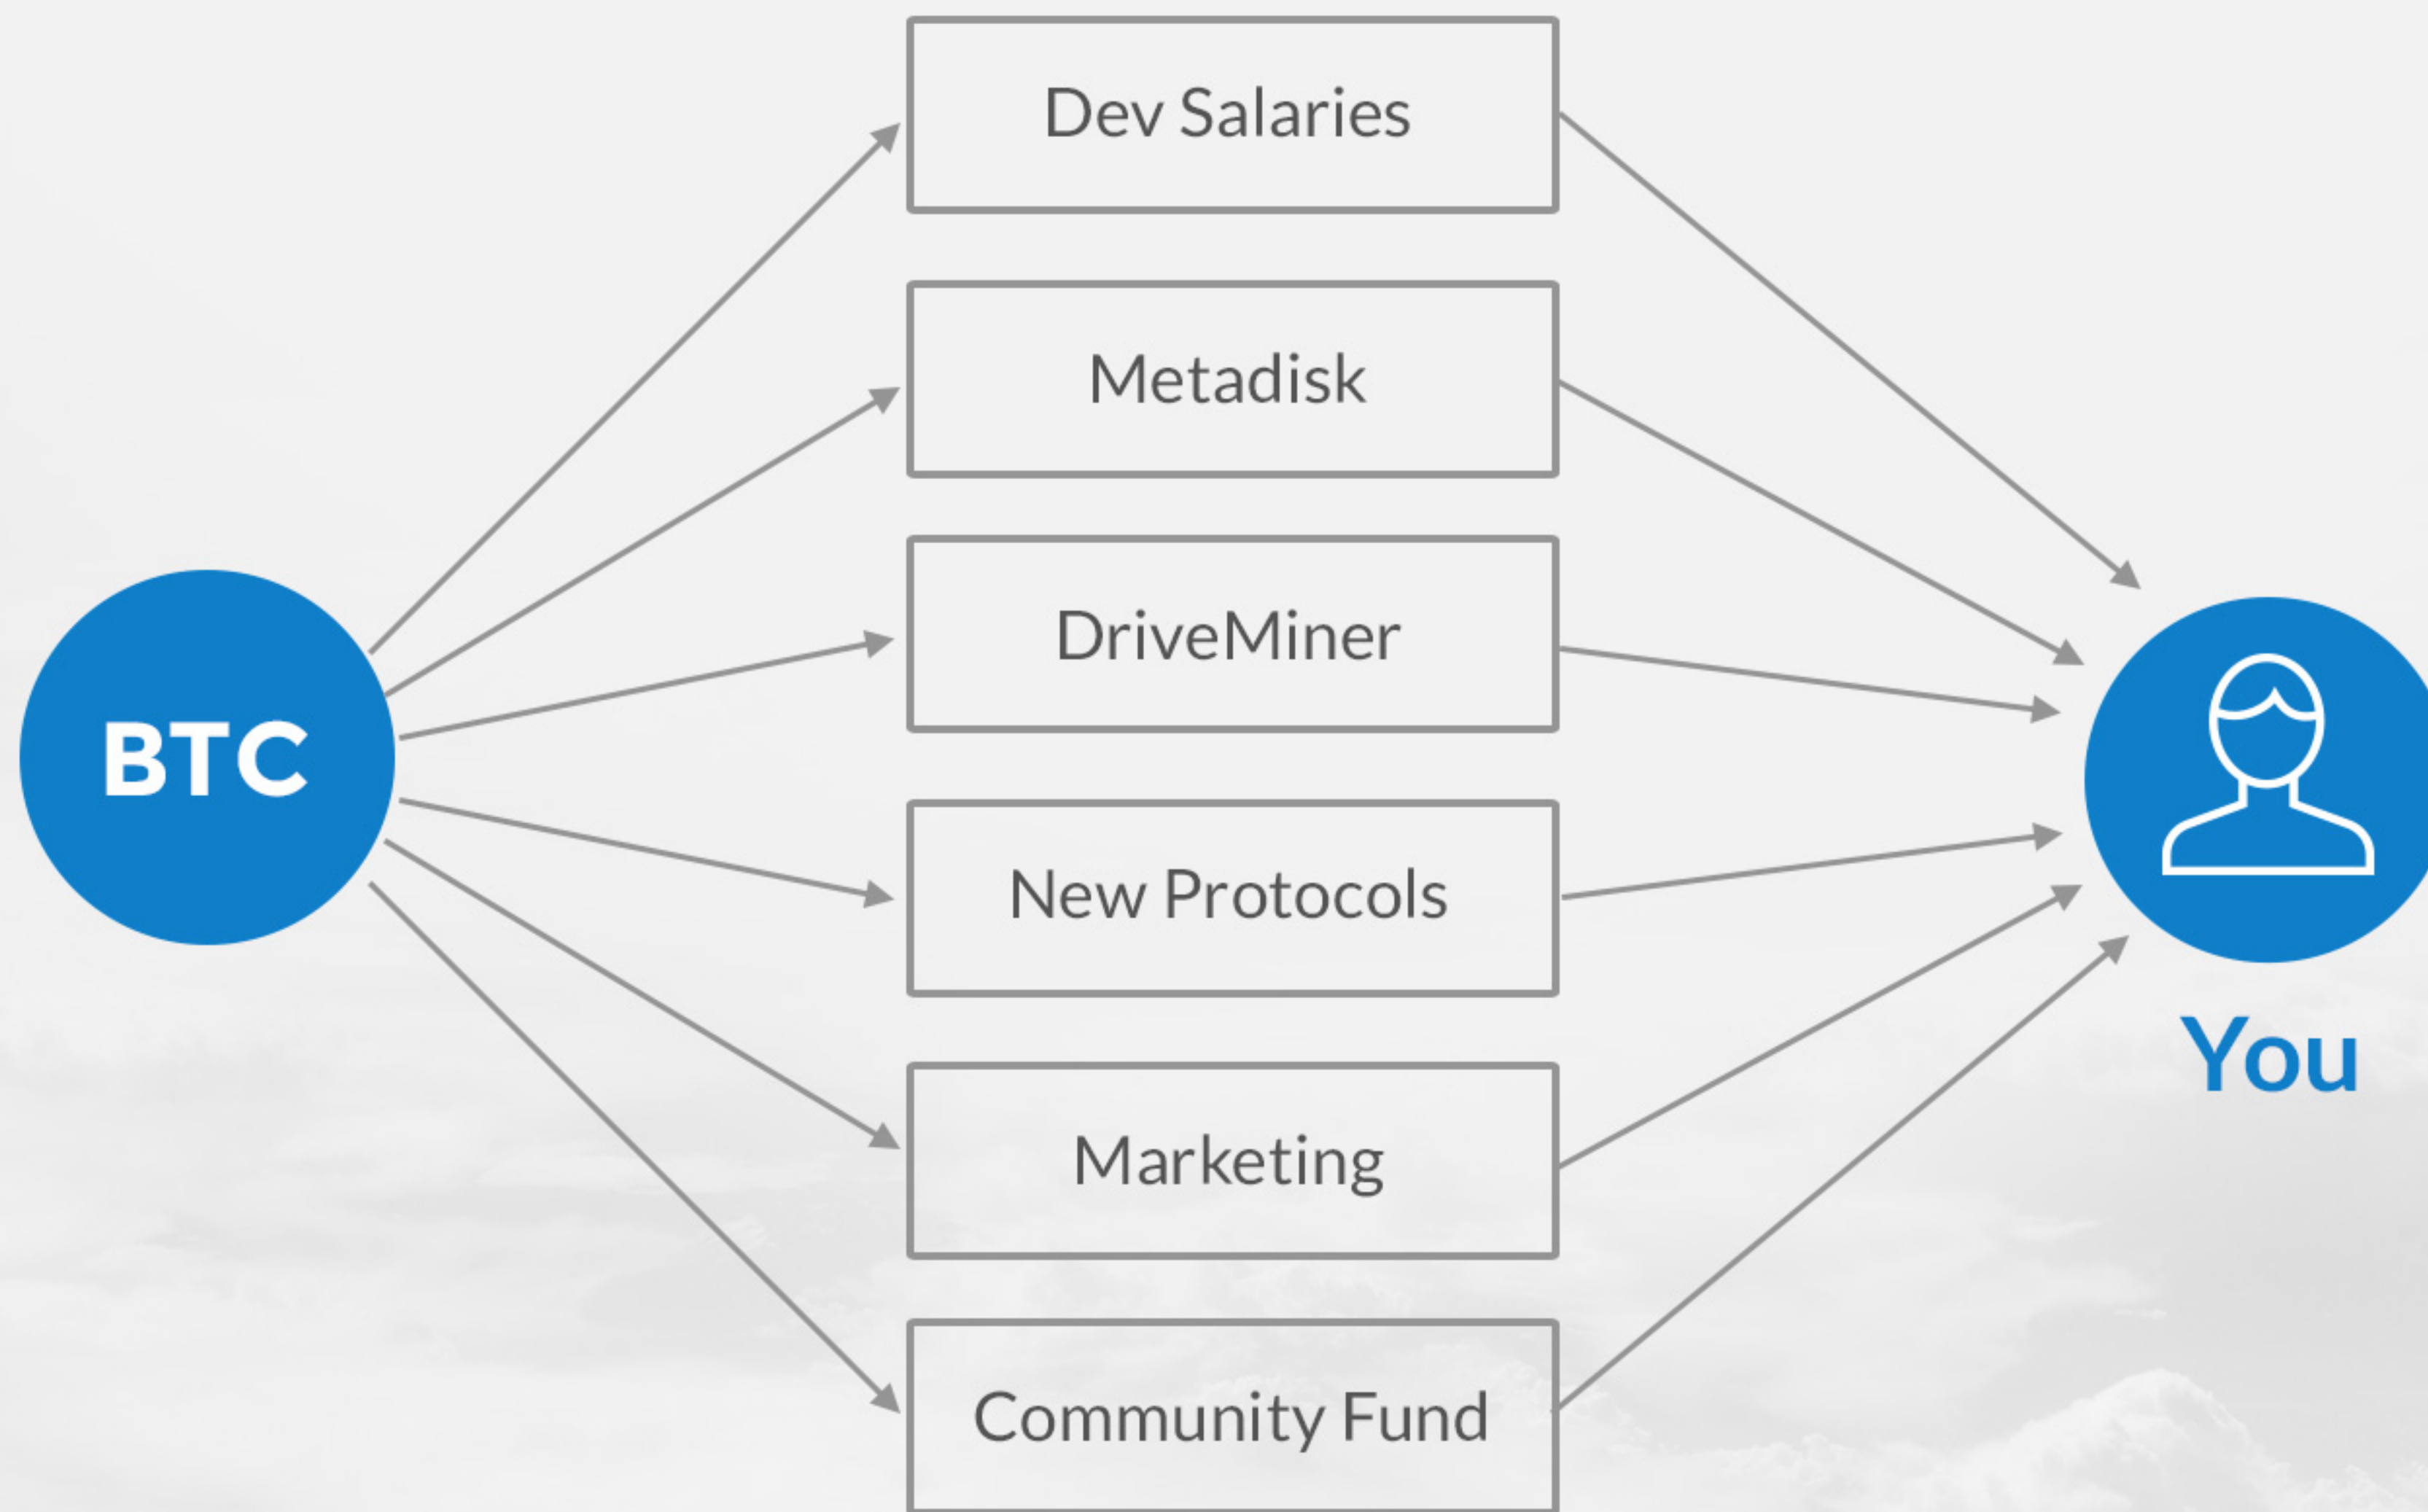 Dev Salaries
Metadisk
DriveMiner
BTC
New Protocols
You
Marketing
Community Fund